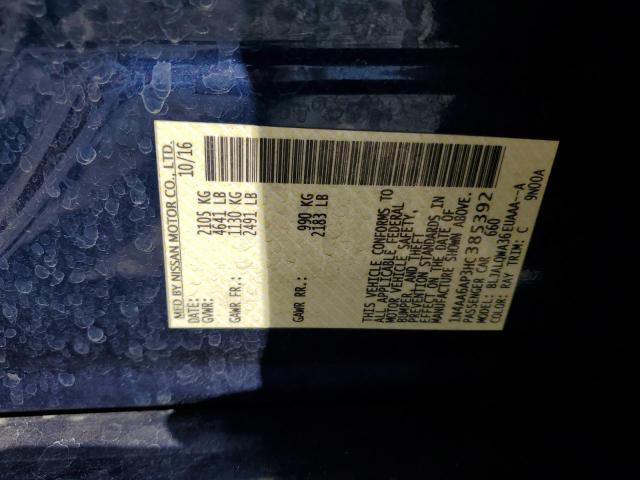 MFD BY NISSAN MOTOR CO., LTD.
DATE: 10/16
GVWR: 2105 KG
4641 LB
GAWR FR.: 1130 KG
2491 LB
GAWR RR.: 990 KG
2183 LB
THIS VEHICLE CONFORMS TO
ALL APPLICABLE FEDERAL
MOTOR VEHICLE SAFETY,
BUMPER, AND THEFT
PREVENTION STANDARDS IN
EFFECT ON THE DATE OF
MANUFACTURE SHOWN ABOVE.
1N4AA6AP3HC385392
PASSENGER CAR 660
MODEL: BLJALOWA36EUAAA--A
COLOR: RAY TRIM: C 9N00A